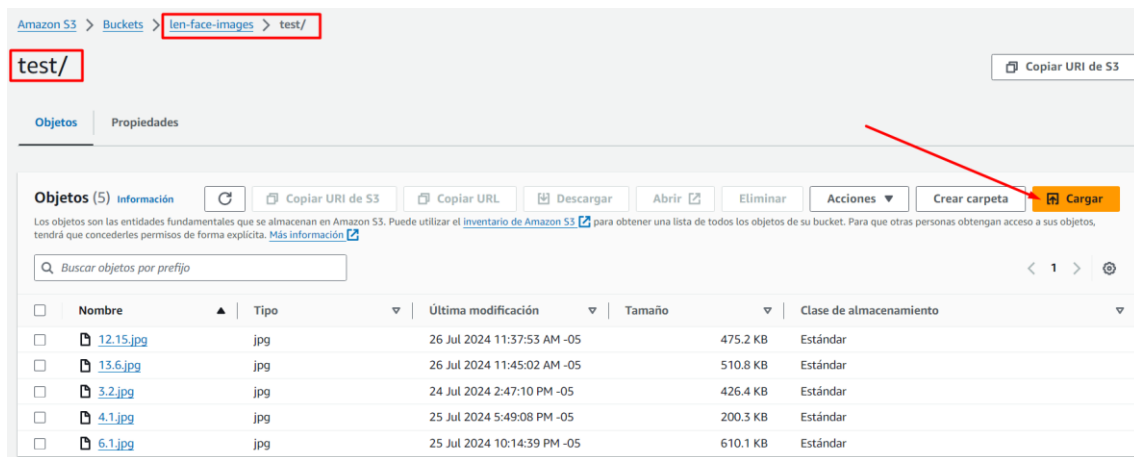 Amazon S3 > Buckets > len-face-images > test/
test/
Copiar URI de S3
Objetos Propiedades
Objetos (5) Información Copiar URI de S3 Copiar URL Descargar Abrir Eliminar Acciones Crear carpeta Cargar
Los objetos son las entidades fundamentales que se almacenan en Amazon S3. Puede utilizar el inventario de Amazon S3 para obtener una lista de todos los objetos de su bucket. Para que otras personas obtengan acceso a sus objetos,
tendrá que concederles permisos de forma explícita. Más información
Buscar objetos por prefijo < 1 >
Nombre Tipo Última modificación Tamaño Clase de almacenamiento
12.15.jpg jpg 26 Jul 2024 11:37:53 AM -05 475.2 KB Estándar
13.6.jpg jpg 26 Jul 2024 11:45:02 AM -05 510.8 KB Estándar
3.2.jpg jpg 24 Jul 2024 2:47:10 PM -05 426.4 KB Estándar
4.1.jpg jpg 25 Jul 2024 5:49:08 PM -05 200.3 KB Estándar
6.1.jpg jpg 25 Jul 2024 10:14:39 PM -05 610.1 KB Estándar